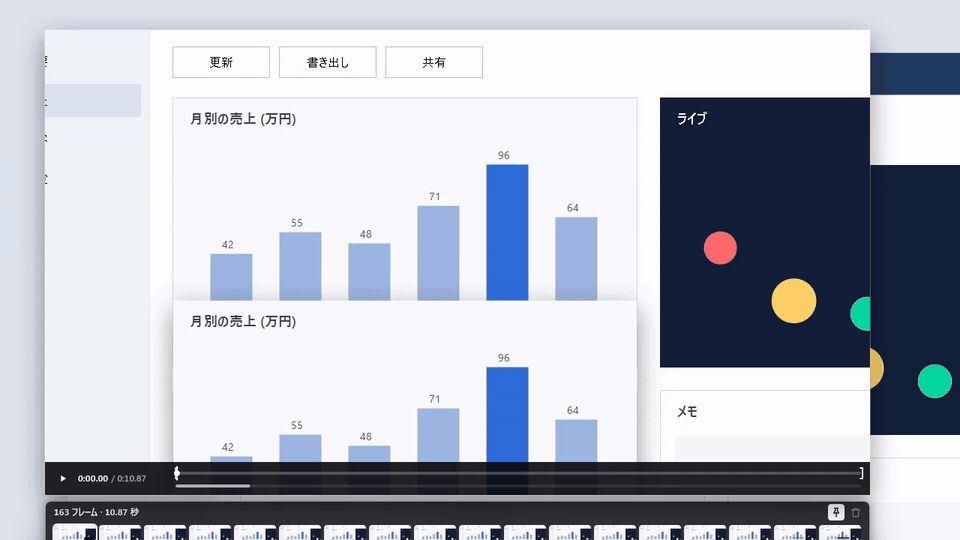 更新
書き出し
共有
月別の売上 (万円)
42
55
48
71
96
64
ライブ
月別の売上 (万円)
42
55
48
71
96
64
メモ
0:00.00 / 0:10.87
163 フレーム · 10.87 秒